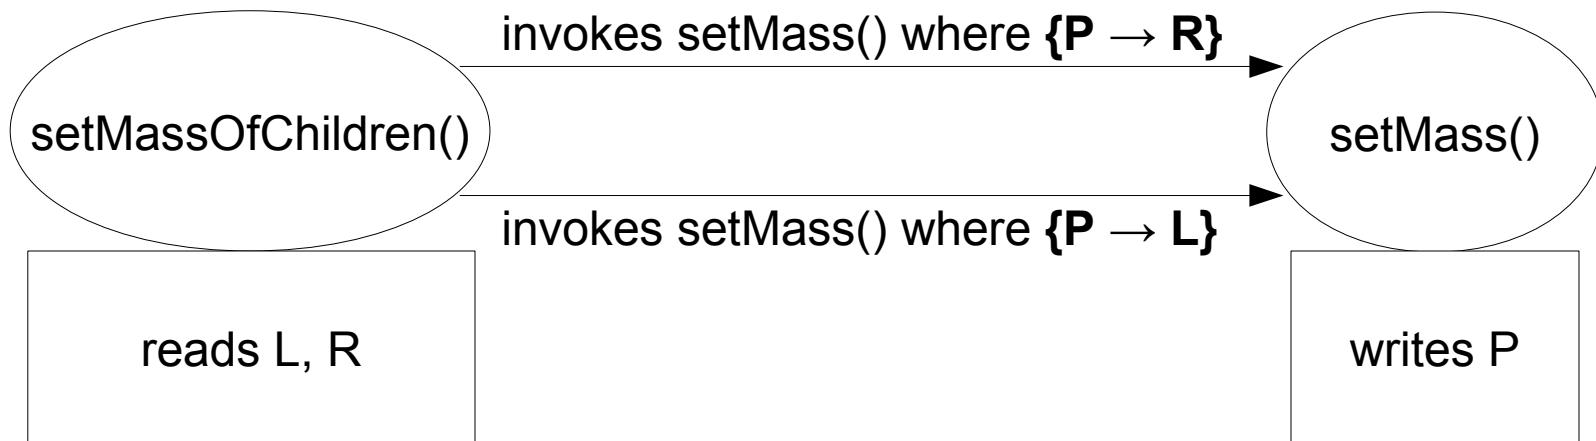 invokes setMass() where {P → R}
setMassOfChildren()
setMass()
invokes setMass() where {P → L}
reads L, R
writes P